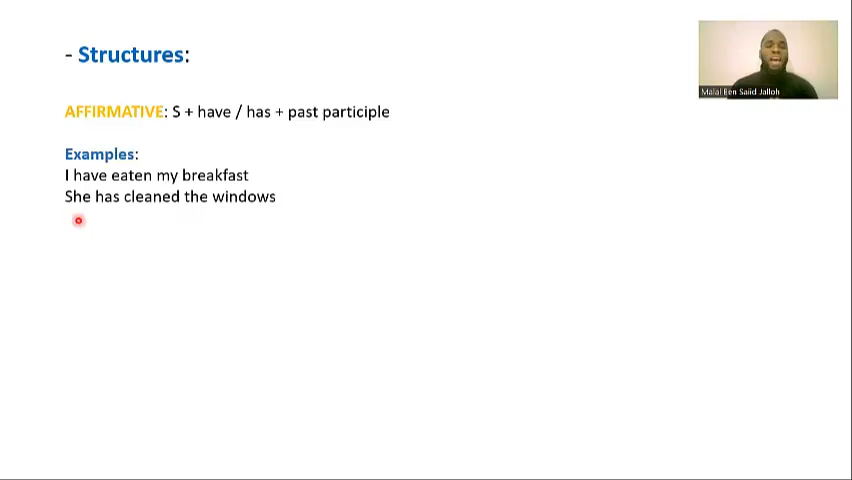 - Structures:
AFFIRMATIVE: S + have / has + past participle
Examples:
I have eaten my breakfast
She has cleaned the windows
Malal Ben Saiid Jalloh